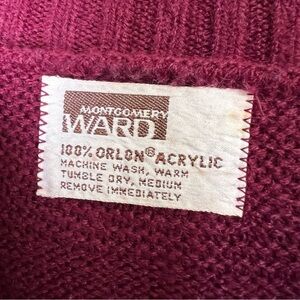 MONTGOMERY
WARD
100% ORLON® ACRYLIC
MACHINE WASH, WARM
TUMBLE DRY, MEDIUM
REMOVE IMMEDIATELY